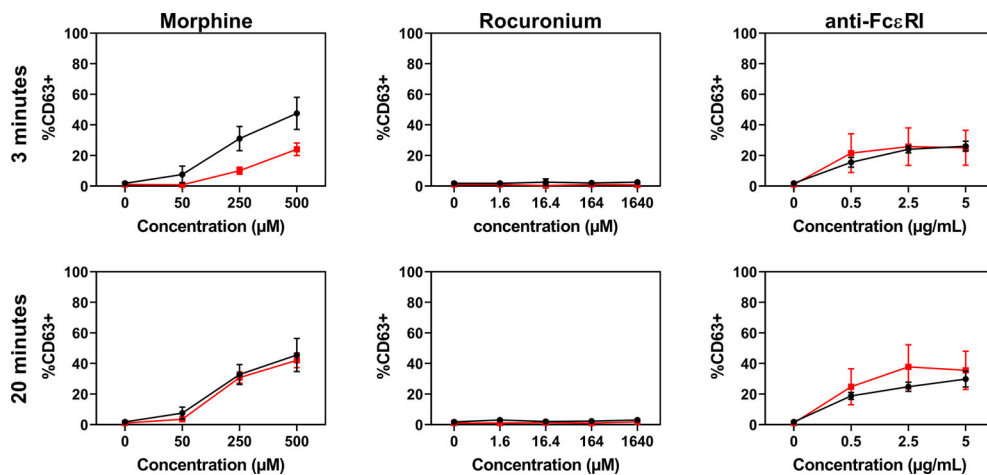 Morphine
Rocuronium
anti-FcεRI
3 minutes
%CD63+
100
80
60
40
20
0
0 50 250 500
Concentration (µM)
%CD63+
100
80
60
40
20
0
0 1.6 16.4 164 1640
concentration (µM)
%CD63+
100
80
60
40
20
0
0 0.5 2.5 5
Concentration (µg/mL)
20 minutes
%CD63+
100
80
60
40
20
0
0 50 250 500
Concentration (µM)
%CD63+
100
80
60
40
20
0
0 1.6 16.4 164 1640
Concentration (µM)
%CD63+
100
80
60
40
20
0
0 0.5 2.5 5
Concentration (µg/mL)